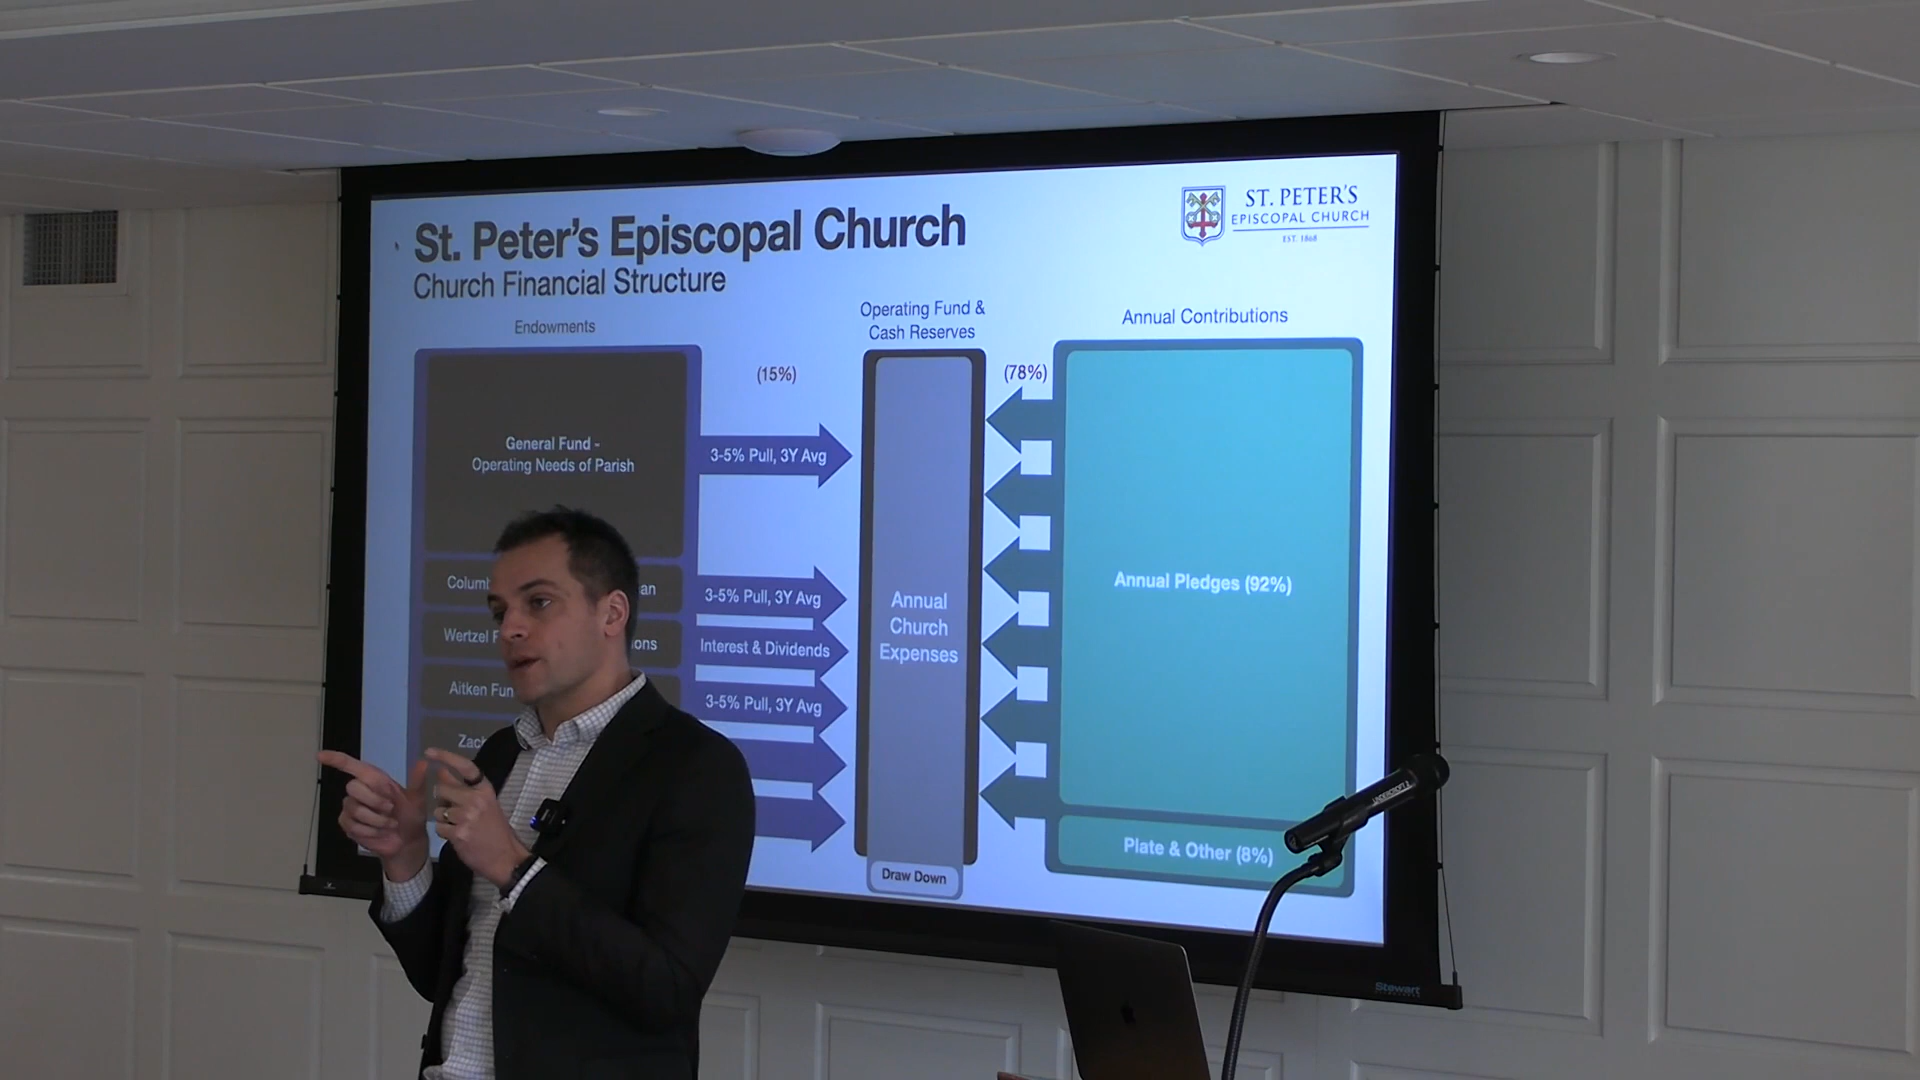 St. Peter's Episcopal Church
Church Financial Structure
ST. PETER'S
EPISCOPAL CHURCH
EST. 1868
Endowments
Operating Fund &
Cash Reserves
Annual Contributions
(15%)
(78%)
General Fund -
Operating Needs of Parish
3-5% Pull, 3Y Avg
3-5% Pull, 3Y Avg
Wertzel
Interest & Dividends
Aitken
3-5% Pull, 3Y Avg
Annual
Church
Expenses
Annual Pledges (92%)
Plate & Other (8%)
Draw Down
Stewart